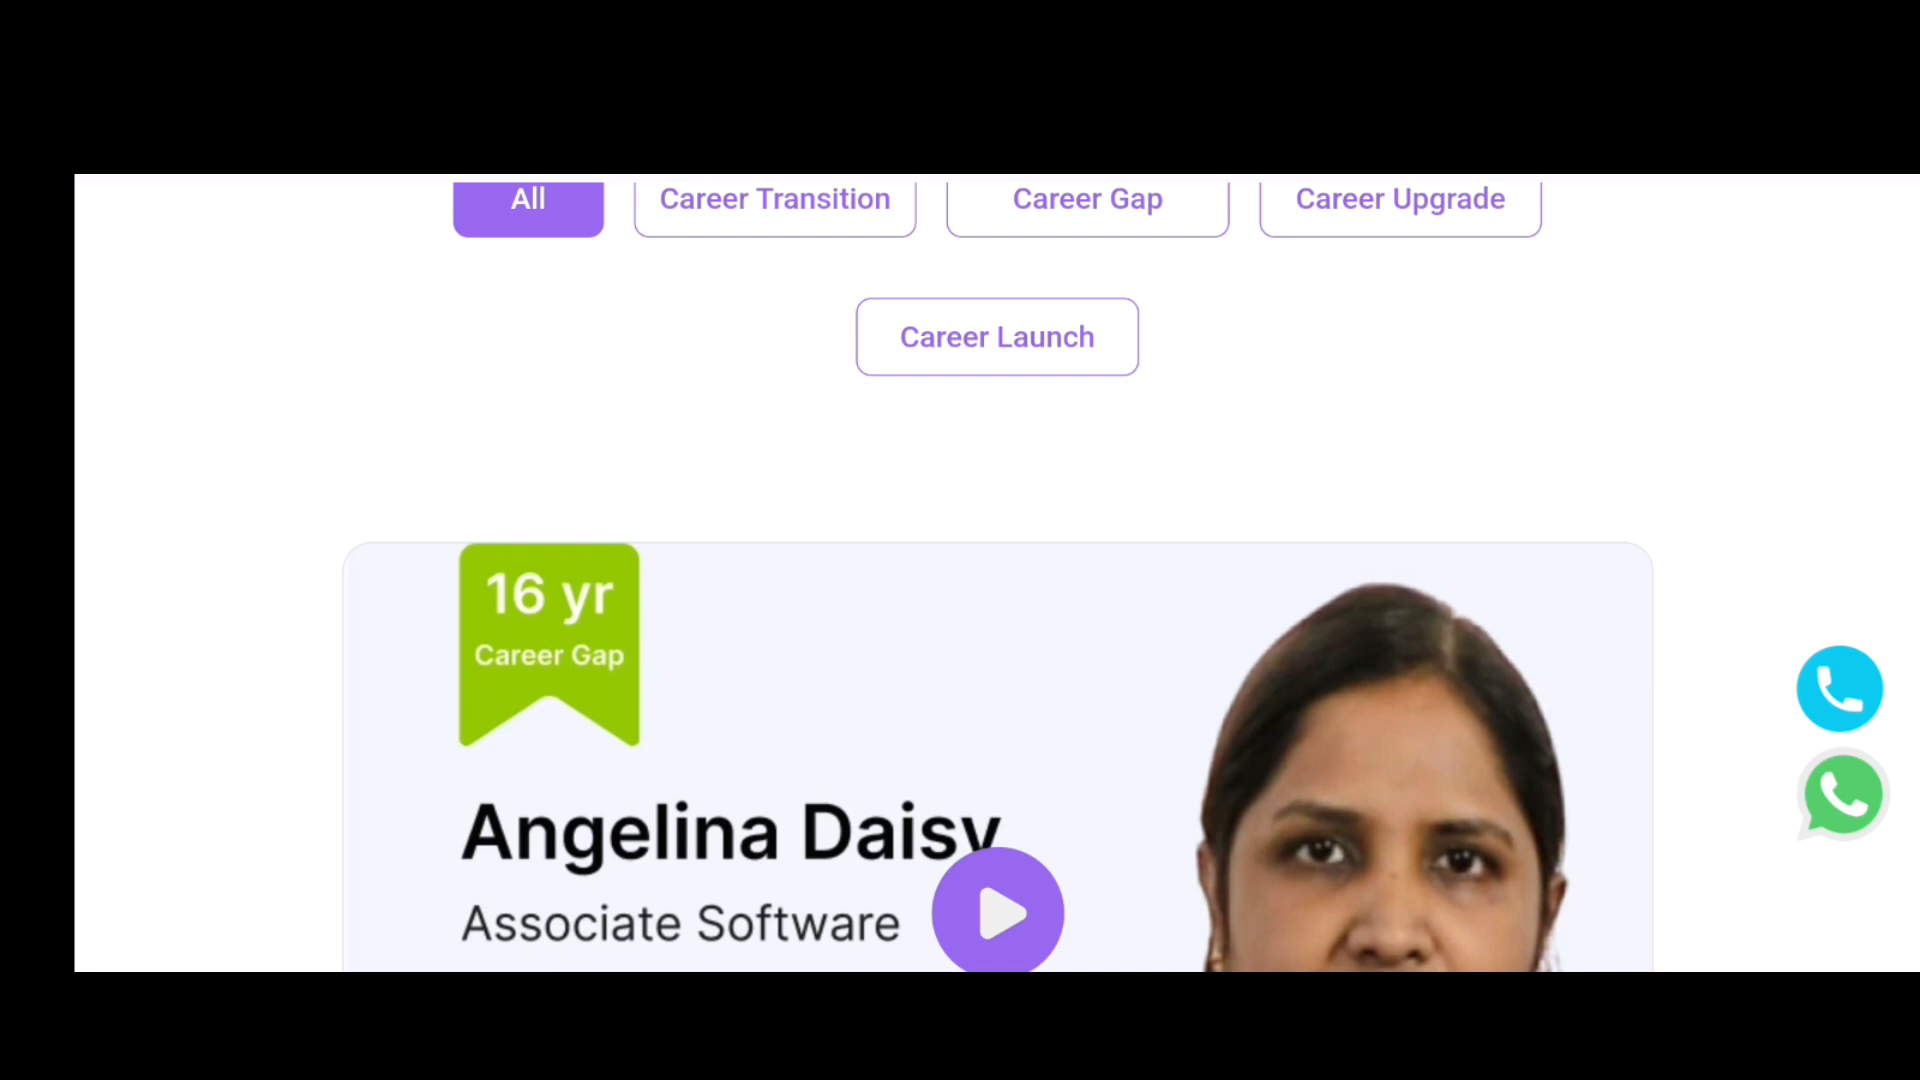 All
Career Transition
Career Gap
Career Upgrade
Career Launch
16 yr
Career Gap
Angelina Daisy
Associate Software